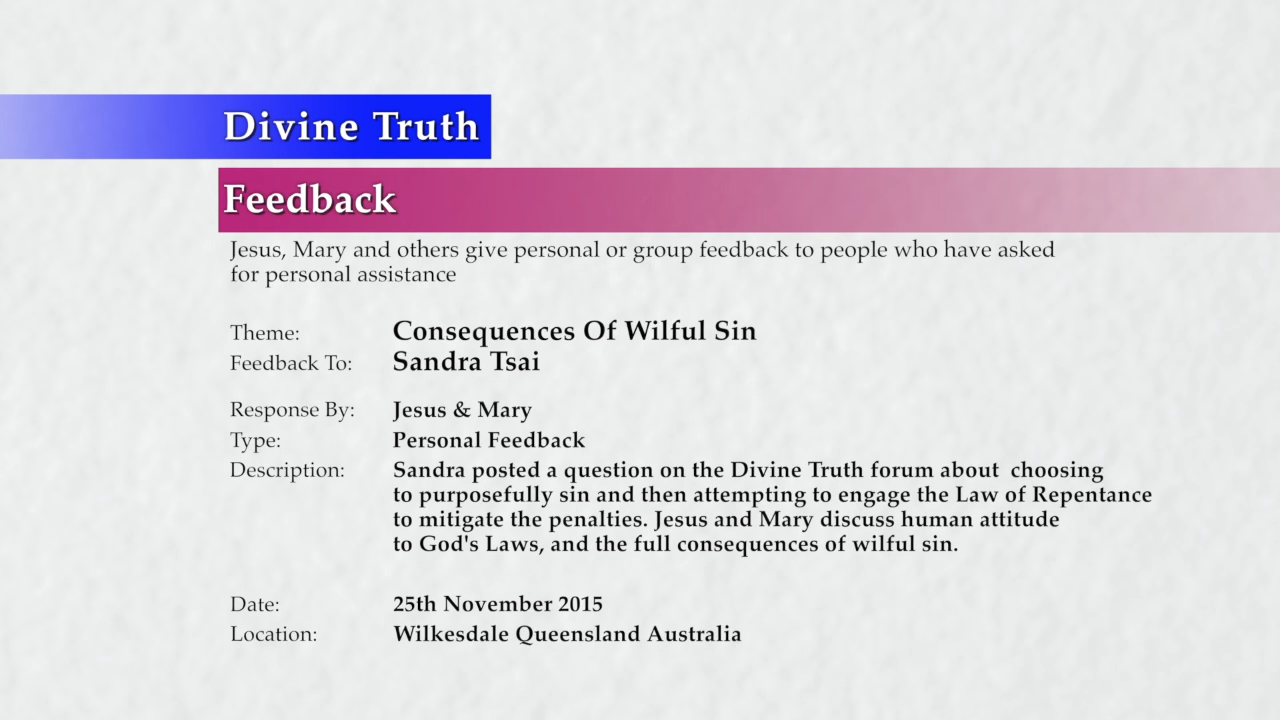 Divine Truth
Feedback
Jesus, Mary and others give personal or group feedback to people who have asked
for personal assistance
Theme: Consequences Of Wilful Sin
Feedback To: Sandra Tsai
Response By: Jesus & Mary
Type: Personal Feedback
Description: Sandra posted a question on the Divine Truth forum about  choosing
to purposefully sin and then attempting to engage the Law of Repentance
to mitigate the penalties. Jesus and Mary discuss human attitude
to God's Laws, and the full consequences of wilful sin.
Date: 25th November 2015
Location: Wilkesdale Queensland Australia